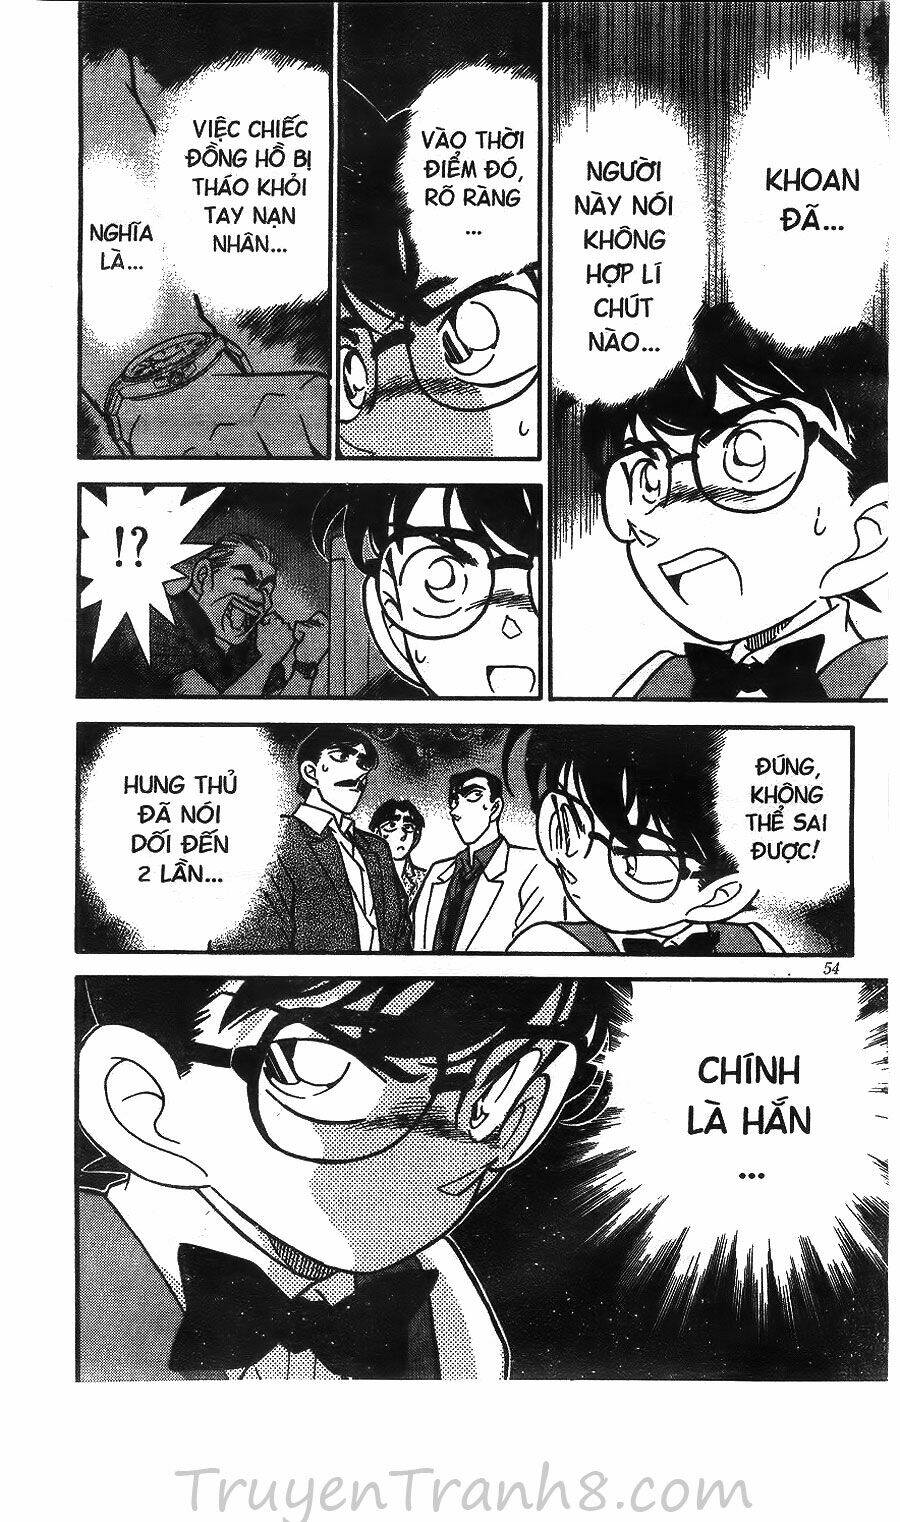 KHOAN
ĐÃ...
NGƯỜI
NÀY NÓI
KHÔNG
HỢP LÍ
CHÚT
NÀO...
VÀO THỜI
ĐIỂM ĐÓ,
RÕ RÀNG
...
VIỆC CHIẾC
ĐỒNG HỒ BỊ
THÁO KHỎI
TAY NẠN
NHÂN...
NGHĨA
LÀ...
!?
ĐÚNG,
KHÔNG
THỂ SAI
ĐƯỢC!
HUNG THỦ
ĐÃ NÓI
DỐI ĐẾN
2 LẦN...
54
CHÍNH
LÀ HẮN
...
TruyenTranh8.com